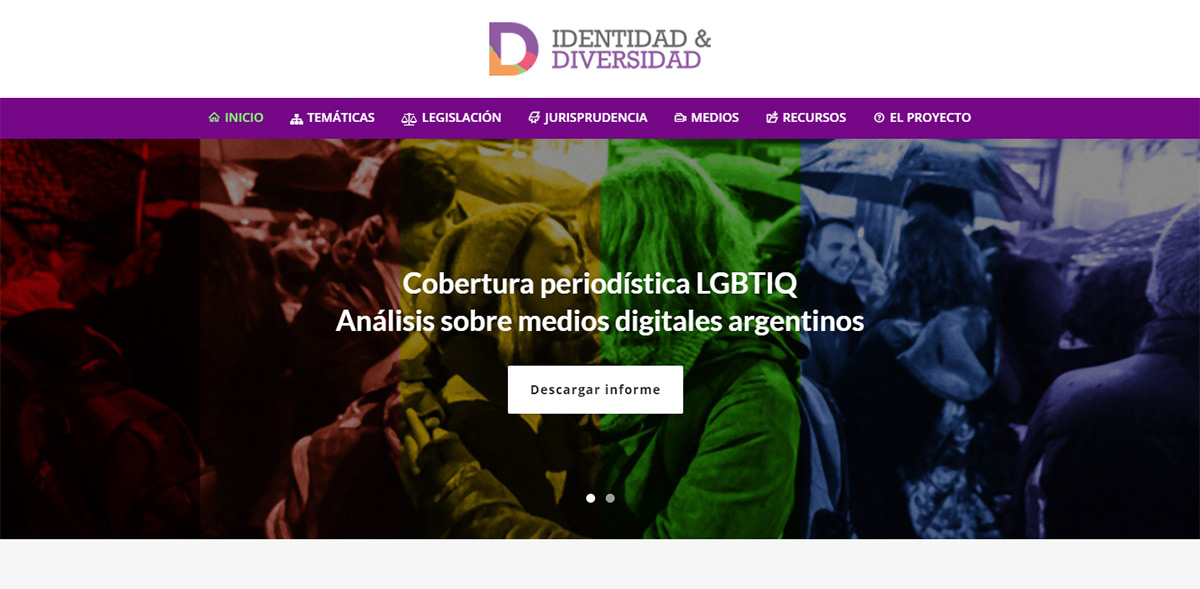 IDENTIDAD &
DIVERSIDAD
INICIO TEMÁTICAS LEGISLACIÓN JURISPRUDENCIA MEDIOS RECURSOS EL PROYECTO
Cobertura periodística LGBTIQ
Análisis sobre medios digitales argentinos
Descargar informe